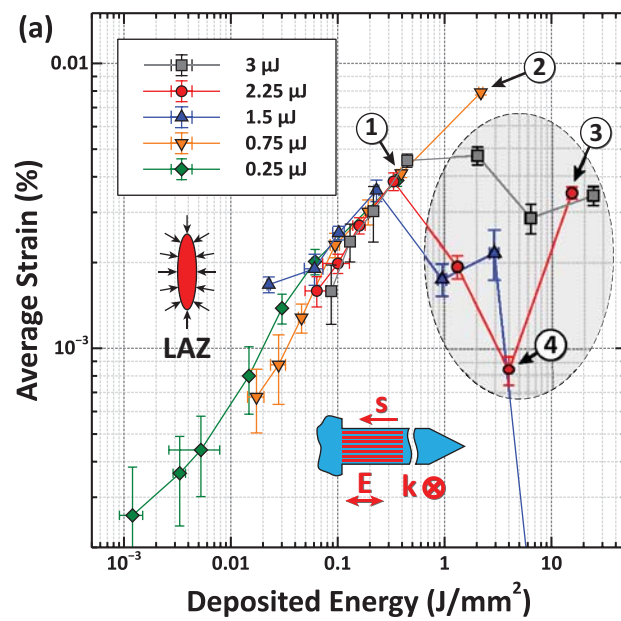 (a)
Average Strain (%)
0.01
10⁻³
3 µJ
2.25 µJ
1.5 µJ
0.75 µJ
0.25 µJ
1
2
3
4
LAZ
s
E
k
10⁻³
0.01
0.1
1
10
Deposited Energy (J/mm²)